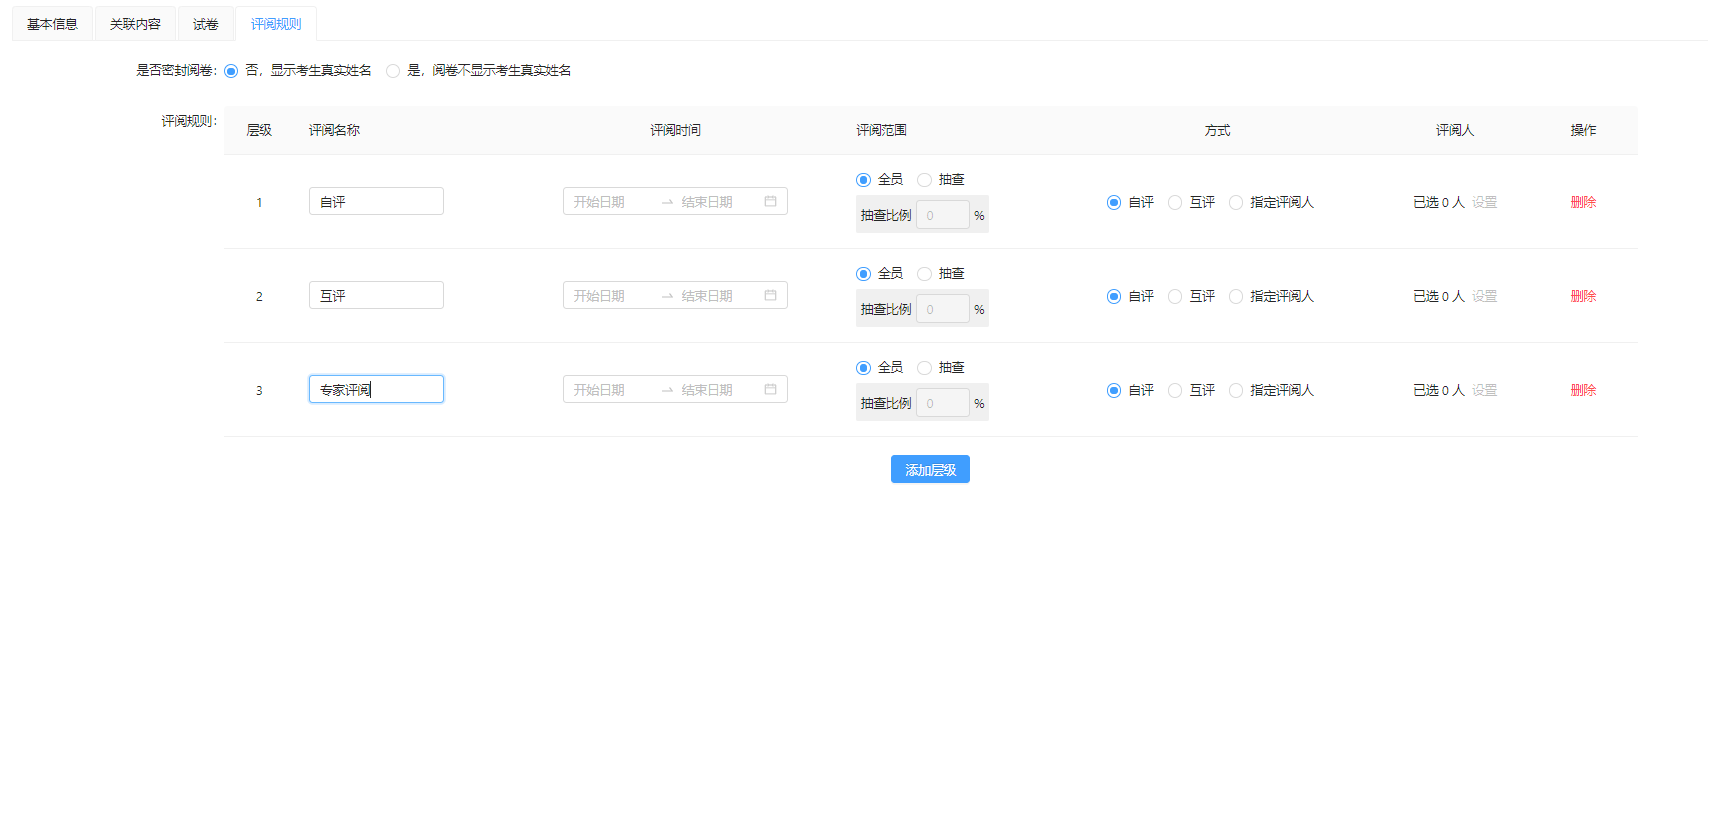 基本信息 关联内容 试卷 评阅规则
是否密封阅卷: 否，显示考生真实姓名 是，阅卷不显示考生真实姓名
评阅规则:
层级 评阅名称 评阅时间 评阅范围 方式 评阅人 操作
全员 抽查
1 自评 开始日期 → 结束日期 自评 互评 指定评阅人 已选 0 人 设置 删除
抽查比例 0 %
全员 抽查
2 互评 开始日期 → 结束日期 自评 互评 指定评阅人 已选 0 人 设置 删除
抽查比例 0 %
全员 抽查
3 专家评阅 开始日期 → 结束日期 自评 互评 指定评阅人 已选 0 人 设置 删除
抽查比例 0 %
添加层级